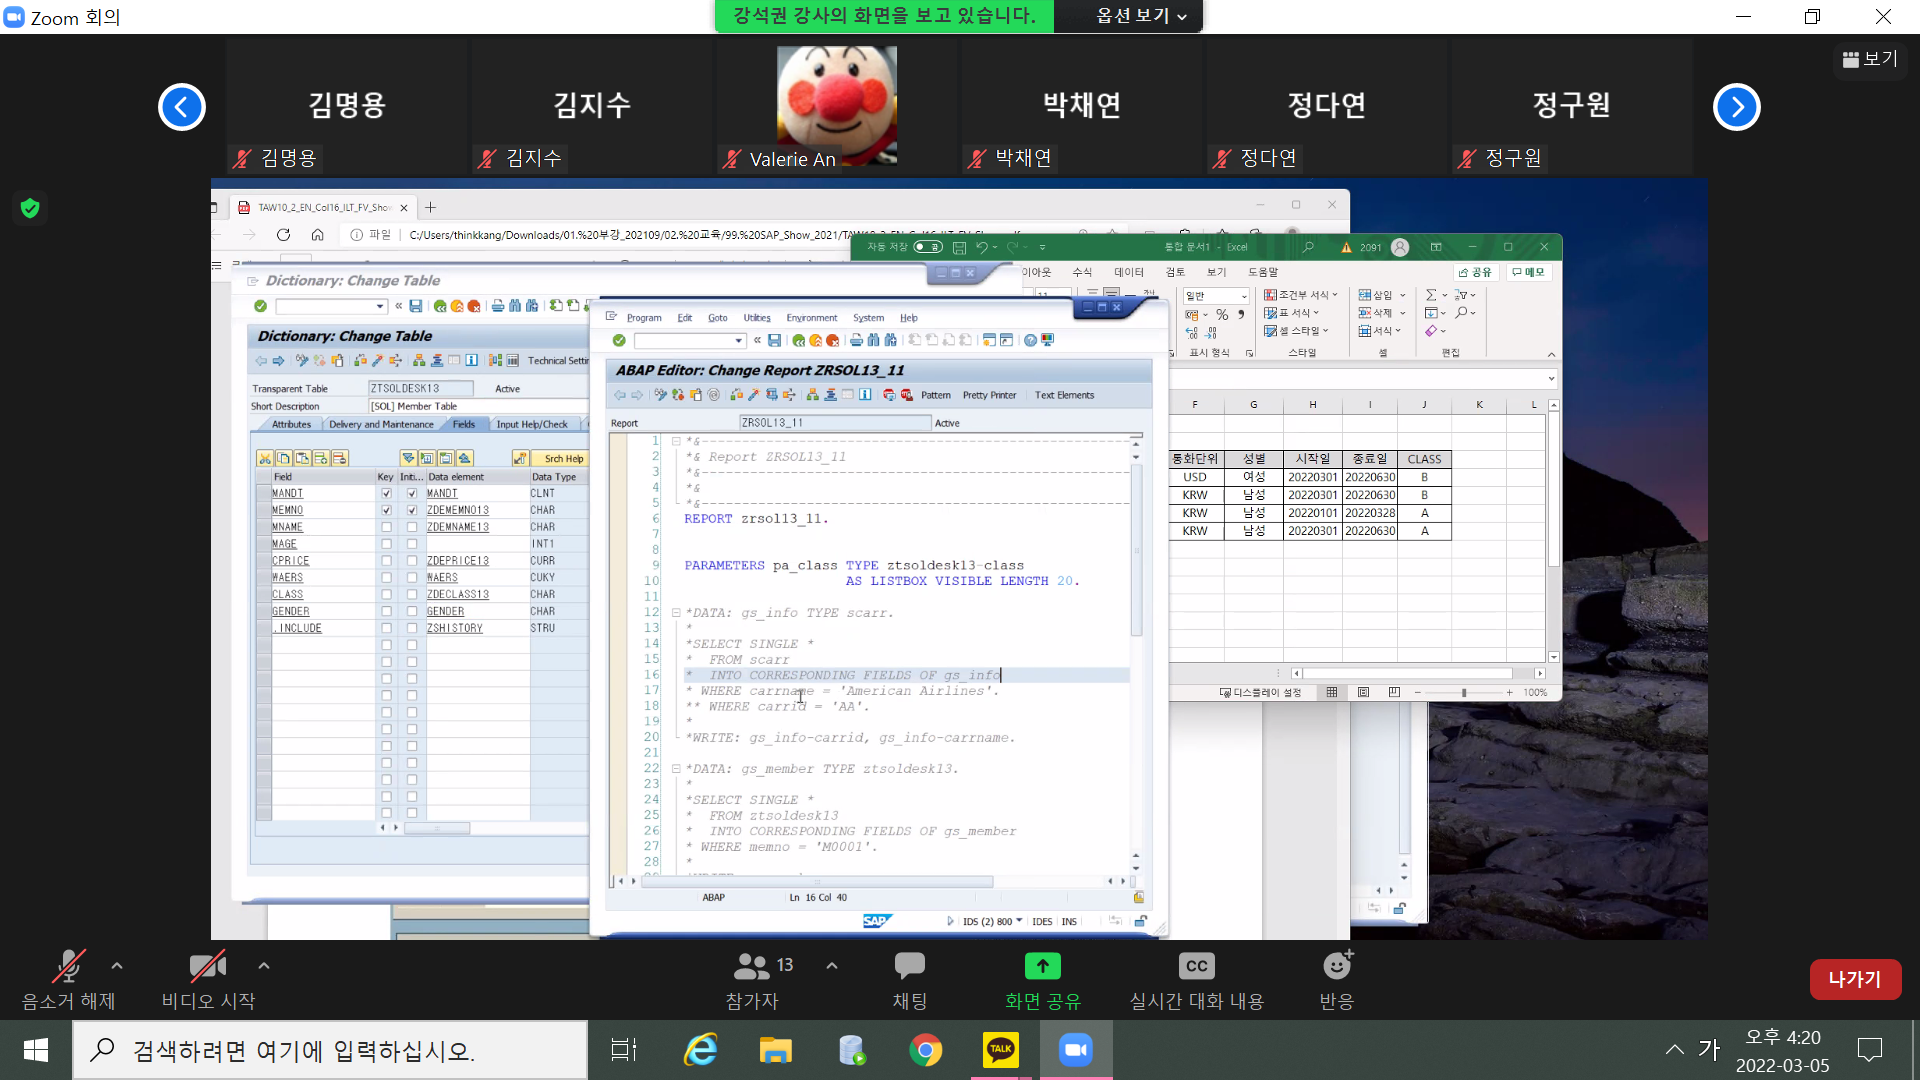 Zoom 회의
강석권 강사의 화면을 보고 있습니다.
옵션 보기
보기
김명용
김지수
박채연
정다연
정구원
김명용
김지수
Valerie An
박채연
정다연
정구원
TAW10_2_EN_Col16_ILT_FV_Show
파일
C:/Users/thinkkang/Downloads/01.%20부강_202109/02.%20교육/99.%20SAP_Show_2021/
자동 저장
통합 문서1 - Excel
2091
수식 데이터 검토 보기 도움말
공유
메모
일반
조건부 서식
표 서식
셀 스타일
삽입
삭제
서식
표시 형식
스타일
셀
편집
F G H I J K L
통화단위 성별 시작일 종료일 CLASS
USD 여성 20220301 20220630 B
KRW 남성 20220301 20220630 B
KRW 남성 20220101 20220328 A
KRW 남성 20220301 20220630 A
디스플레이 설정
100%
Dictionary: Change Table
Dictionary: Change Table
Technical Settin
Transparent Table ZTSOLDESK13 Active
Short Description [SOL] Member Table
Attributes Delivery and Maintenance Fields Input Help/Check
Srch Help
Field Key Initi... Data element Data Type
MANDT MANDT CLNT
MEMNO ZDEMEMNO13 CHAR
MNAME ZDEMNAME13 CHAR
MAGE INT1
CPRICE ZDEPRICE13 CURR
WAERS WAERS CUKY
CLASS ZDECLASS13 CHAR
GENDER GENDER CHAR
.INCLUDE ZSHISTORY STRU
Program Edit Goto Utilities Environment System Help
ABAP Editor: Change Report ZRSOL13_11
Pattern Pretty Printer Text Elements
Report ZRSOL13_11 Active
1 *&---------------------------------------------------------------------
2 *& Report ZRSOL13_11
3 *&---------------------------------------------------------------------
4 *&
5 *&---------------------------------------------------------------------
6 REPORT zrsol13_11.
7
8
9 PARAMETERS pa_class TYPE ztsoldesk13-class
10 AS LISTBOX VISIBLE LENGTH 20.
11
12 *DATA: gs_info TYPE scarr.
13 *
14 *SELECT SINGLE *
15 * FROM scarr
16 * INTO CORRESPONDING FIELDS OF gs_info
17 * WHERE carrname = 'American Airlines'.
18 ** WHERE carrid = 'AA'.
19 *
20 *WRITE: gs_info-carrid, gs_info-carrname.
21
22 *DATA: gs_member TYPE ztsoldesk13.
23 *
24 *SELECT SINGLE *
25 * FROM ztsoldesk13
26 * INTO CORRESPONDING FIELDS OF gs_member
27 * WHERE memno = 'M0001'.
28 *
ABAP Ln 16 Col 40
SAP
IDS (2) 800 IDES INS
음소거 해제
비디오 시작
13
참가자
채팅
화면 공유
CC
실시간 대화 내용
반응
나가기
검색하려면 여기에 입력하십시오.
TALK
가
오후 4:20
2022-03-05